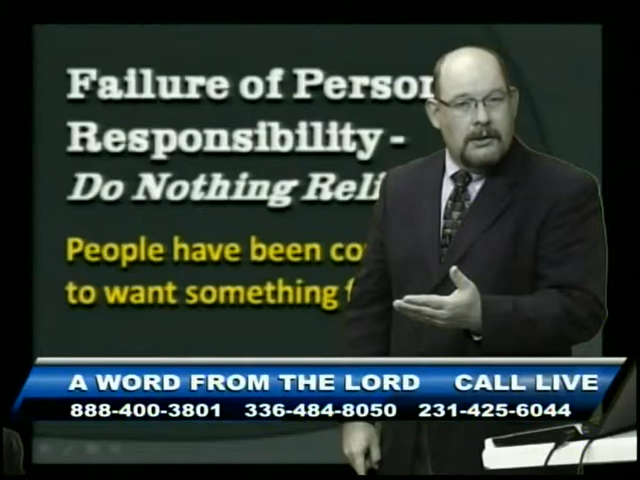 Failure of Person
Responsibility -
Do Nothing Reli
People have been co
to want something f
A WORD FROM THE LORD CALL LIVE
888-400-3801 336-484-8050 231-425-6044